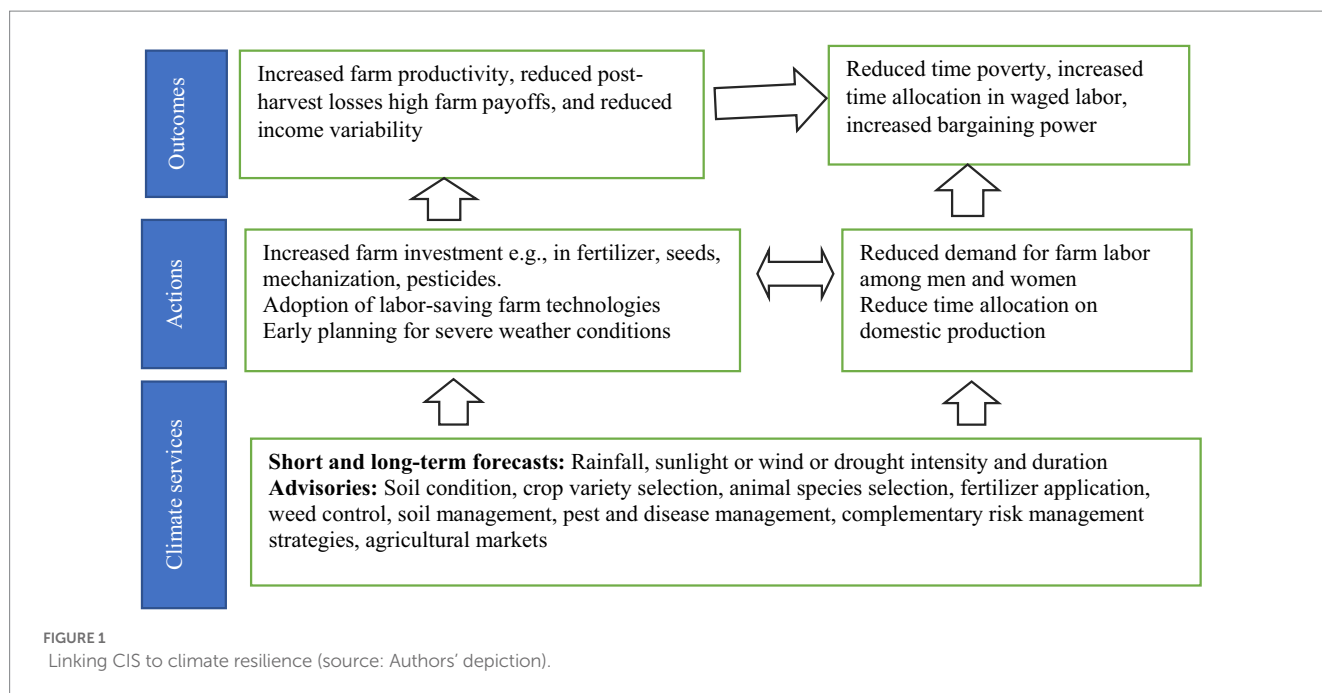 Outcomes
Increased farm productivity, reduced post-
harvest losses high farm payoffs, and reduced
income variability
Reduced time poverty, increased
time allocation in waged labor,
increased bargaining power
Actions
Increased farm investment e.g., in fertilizer, seeds,
mechanization, pesticides.
Adoption of labor-saving farm technologies
Early planning for severe weather conditions
Reduced demand for farm labor
among men and women
Reduce time allocation on
domestic production
Climate services
Short and long-term forecasts: Rainfall, sunlight or wind or drought intensity and duration
Advisories: Soil condition, crop variety selection, animal species selection, fertilizer application,
weed control, soil management, pest and disease management, complementary risk management
strategies, agricultural markets
FIGURE 1
Linking CIS to climate resilience (source: Authors' depiction).